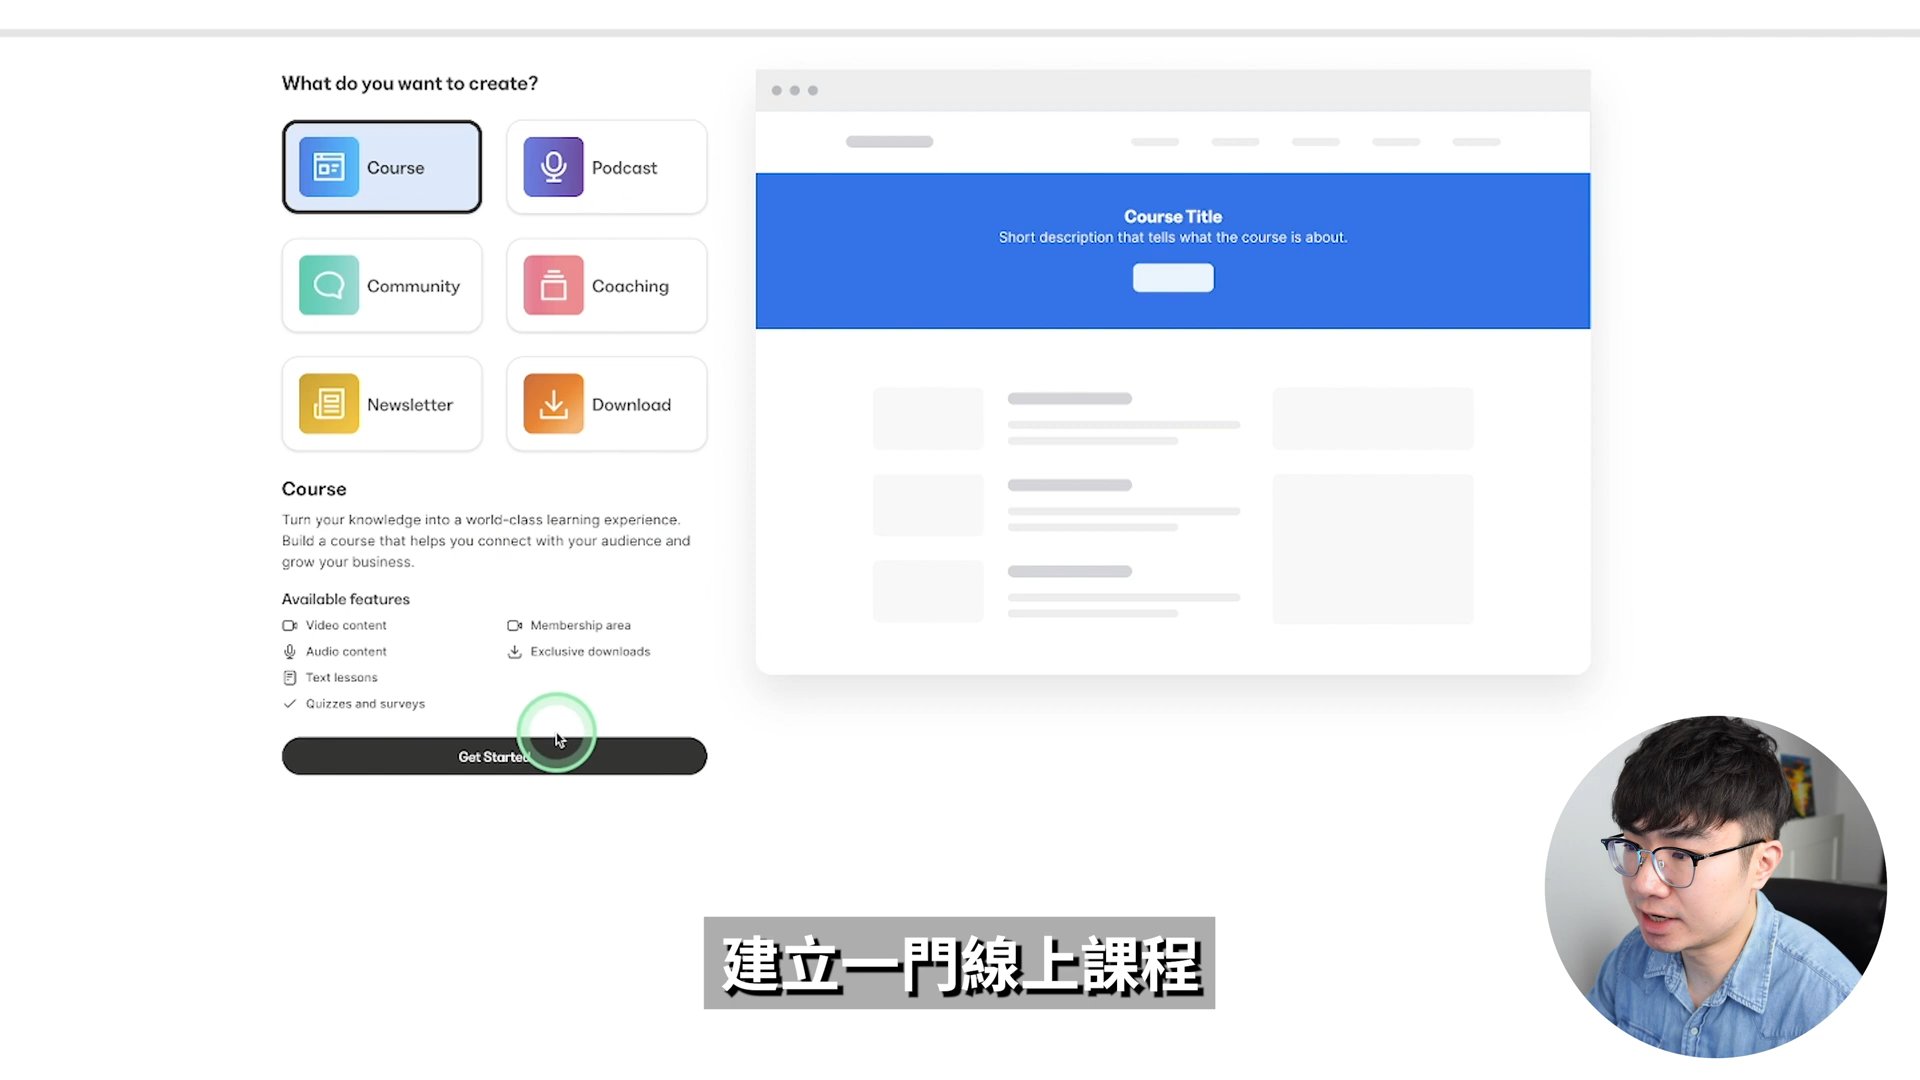 What do you want to create?
Course
Podcast
Community
Coaching
Newsletter
Download
Course
Turn your knowledge into a world-class learning experience.
Build a course that helps you connect with your audience and
grow your business.
Available features
Video content
Membership area
Audio content
Exclusive downloads
Text lessons
Quizzes and surveys
Get Started
Course Title
Short description that tells what the course is about.
建立一門線上課程